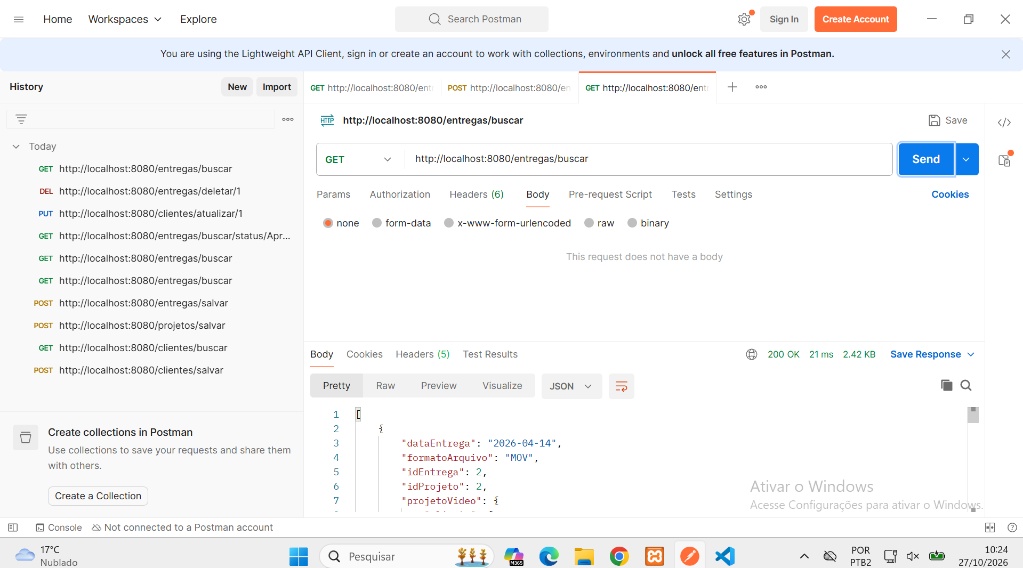 Home Workspaces Explore Search Postman Sign In Create Account
You are using the Lightweight API Client, sign in or create an account to work with collections, environments and unlock all free features in Postman.
History New Import
GET http://localhost:8080/ent POST http://localhost:8080/en GET http://localhost:8080/ent
HTTP http://localhost:8080/entregas/buscar Save
Today
GET http://localhost:8080/entregas/buscar
DEL http://localhost:8080/entregas/deletar/1
PUT http://localhost:8080/clientes/atualizar/1
GET http://localhost:8080/entregas/buscar/status/Apr...
GET http://localhost:8080/entregas/buscar
GET http://localhost:8080/entregas/buscar
POST http://localhost:8080/entregas/salvar
POST http://localhost:8080/projetos/salvar
GET http://localhost:8080/clientes/buscar
POST http://localhost:8080/clientes/salvar
Create collections in Postman
Use collections to save your requests and share them
with others.
Create a Collection
GET http://localhost:8080/entregas/buscar Send
Params Authorization Headers (6) Body Pre-request Script Tests Settings Cookies
none form-data x-www-form-urlencoded raw binary
This request does not have a body
Body Cookies Headers (5) Test Results 200 OK 21 ms 2.42 KB Save Response
Pretty Raw Preview Visualize JSON
1 [
2 {
3 "dataEntrega": "2026-04-14",
4 "formatoArquivo": "MOV",
5 "idEntrega": 2,
6 "idProjeto": 2,
7 "projetoVideo": {
Ativar o Windows
Acesse Configurações para ativar o Windows.
Console Not connected to a Postman account
17°C
Nublado
Pesquisar
POR
PTB2
10:24
27/10/2026